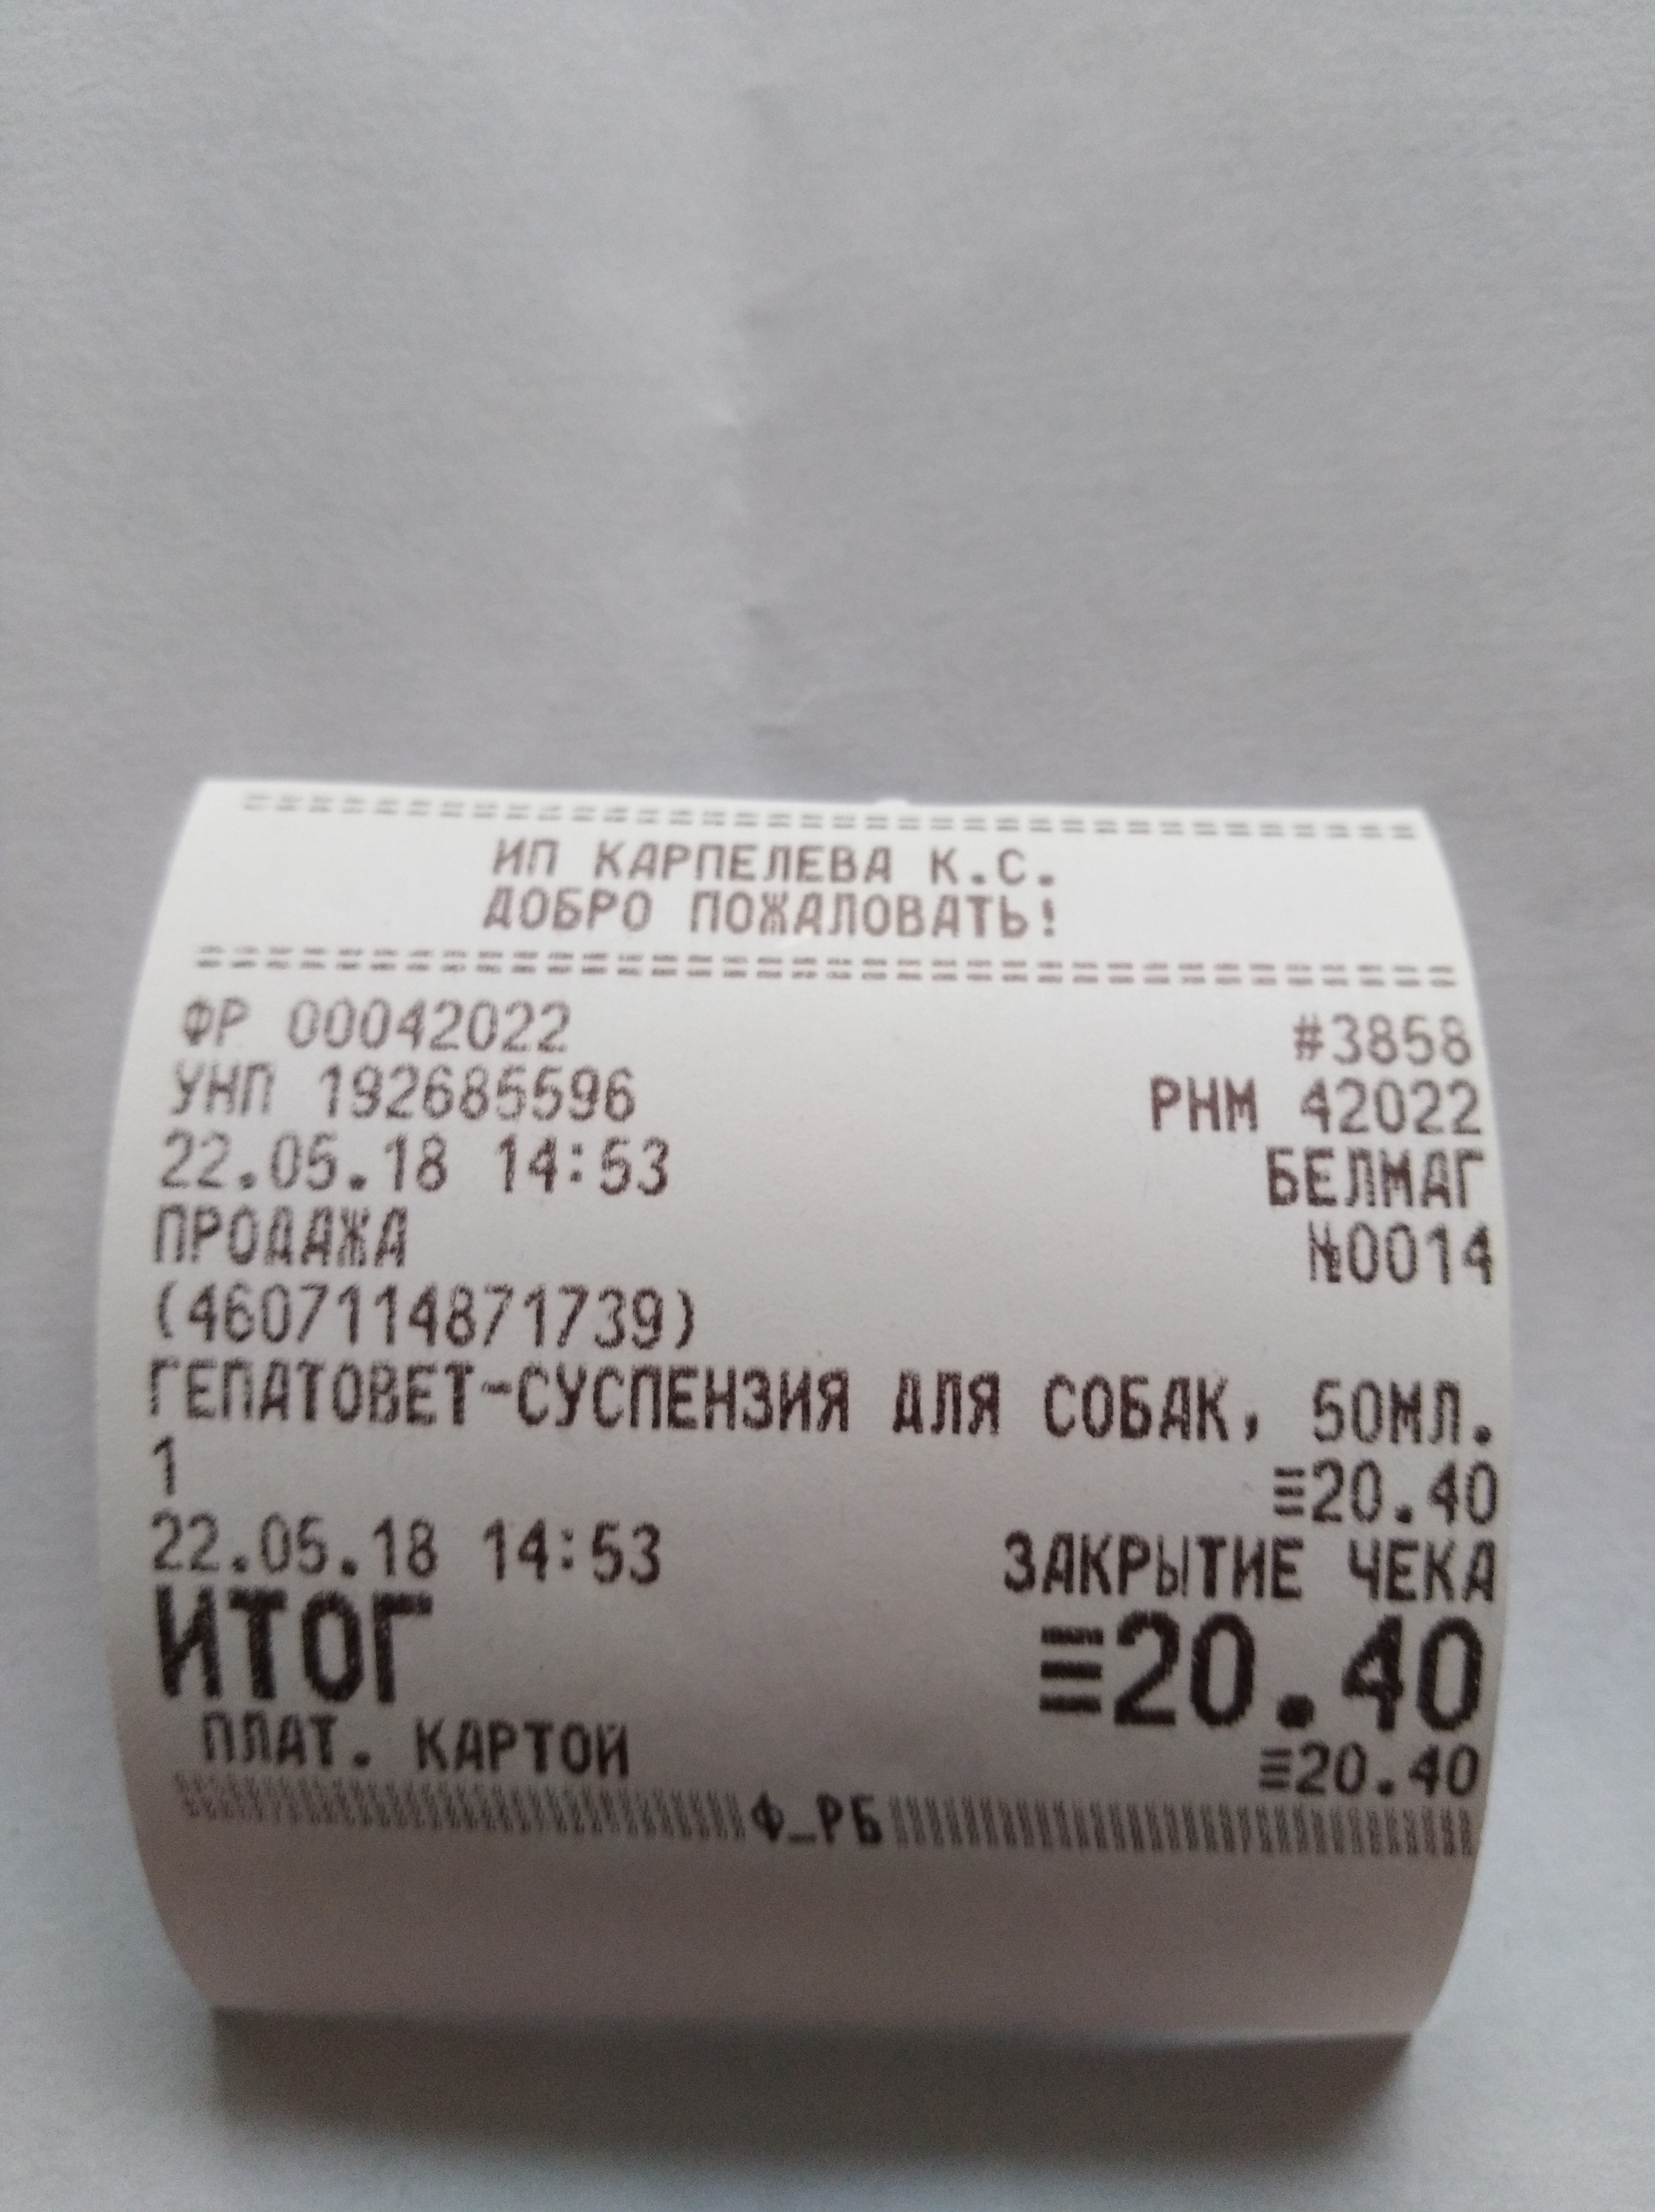 ИП КАРПЕЛЕВА К.С.
ДОБРО ПОЖАЛОВАТЬ!
ФР 00042022 #3858
УНП 192685596 РНМ 42022
22.05.18 14:53 БЕЛМАГ
ПРОДАЖА №0014
(4607114871739)
ГЕПАТОВЕТ-СУСПЕНЗИЯ ДЛЯ СОБАК, 50МЛ.
1 ≡20.40
22.05.18 14:53 ЗАКРЫТИЕ ЧЕКА
ИТОГ ≡20.40
ПЛАТ. КАРТОЙ ≡20.40
Ф_РБ